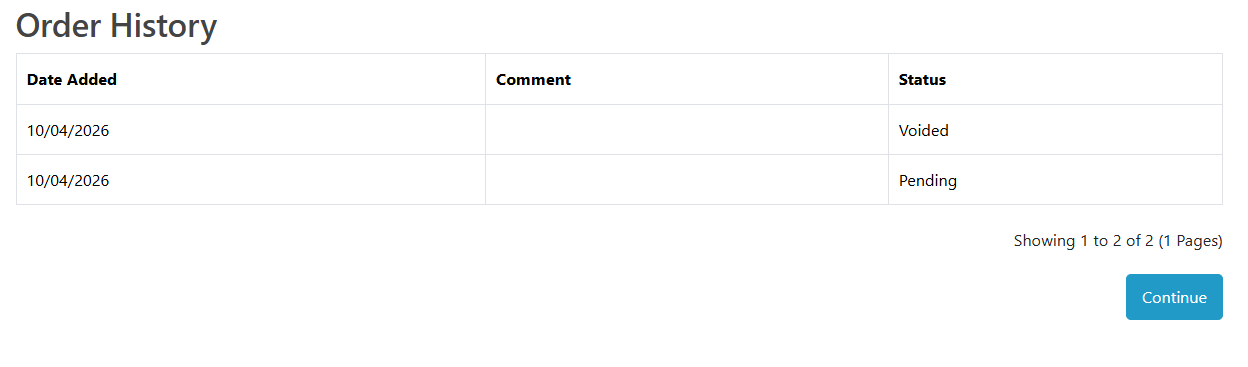 Order History
Date Added Comment Status
10/04/2026 Voided
10/04/2026 Pending
Showing 1 to 2 of 2 (1 Pages)
Continue